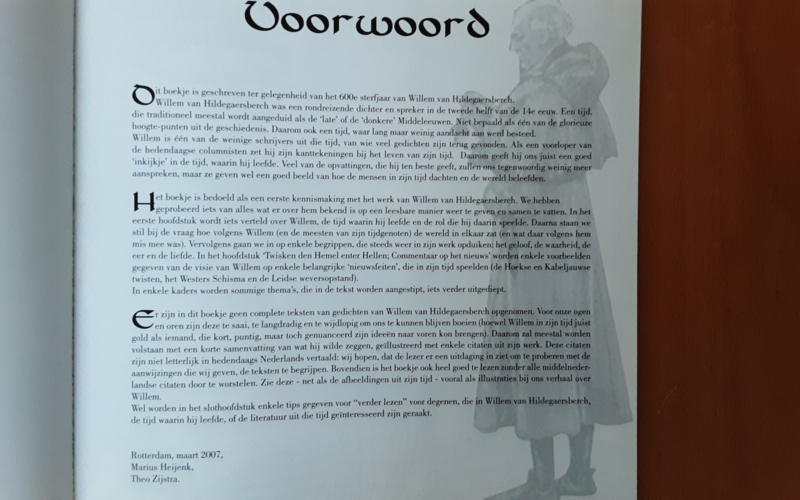 Voorwoord
Dit boekje is geschreven ter gelegenheid van het 600e sterfjaar van Willem van Hildegaersberch.
Willem van Hildegaersberch was een rondreizende dichter en spreker in de tweede helft van de 14e eeuw. Een tijd,
die traditioneel meestal wordt aangeduid als de 'late' of de 'donkere' Middeleeuwen. Niet bepaald als één van de glorieuze
hoogte-punten uit de geschiedenis. Daarom ook een tijd, waar lang maar weinig aandacht aan werd besteed.
Willem is één van de weinige schrijvers uit die tijd, van wie veel gedichten zijn terug gevonden. Als een voorloper van
de hedendaagse columnisten zet hij zijn kanttekeningen bij het leven van zijn tijd. Daarom geeft hij ons juist een goed
'inkijkje' in de tijd, waarin hij leefde. Veel van de opvattingen, die hij ten beste geeft, zullen ons tegenwoordig weinig meer
aanspreken, maar ze geven wel een goed beeld van hoe de mensen in zijn tijd dachten en de wereld beleefden.
Het boekje is bedoeld als een eerste kennismaking met het werk van Willem van Hildegaersberch. We hebben
geprobeerd iets van alles wat er over hem bekend is op een leesbare manier weer te geven en samen te vatten. In het
eerste hoofdstuk wordt iets verteld over Willem, de tijd waarin hij leefde en de rol die hij daarin speelde. Daarna staan we
stil bij de vraag hoe volgens Willem (en de meesten van zijn tijdgenoten) de wereld in elkaar zat (en wat daar volgens hem
mis mee was). Vervolgens gaan we in op enkele begrippen, die steeds weer in zijn werk opduiken: het geloof, de waarheid, de
eer en de liefde. In het hoofdstuk 'Twisken den Hemel enter Hellen; Commentaar op het nieuws' worden enkele voorbeelden
gegeven van de visie van Willem op enkele belangrijke 'nieuwsfeiten', die in zijn tijd speelden (de Hoekse en Kabeljauwse
twisten, het Westers Schisma en de Leidse weversopstand).
In enkele kaders worden sommige thema's, die in de tekst worden aangestipt, iets verder uitgediept.
Er zijn in dit boekje geen complete teksten van gedichten van Willem van Hildegaersberch opgenomen. Voor onze ogen
en oren zijn deze te saai, te langdradig en te wijdlopig om ons te kunnen blijven boeien (hoewel Willem in zijn tijd juist
gold als iemand, die kort, puntig, maar toch genuanceerd zijn ideeën naar voren kon brengen). Daarom zal meestal worden
volstaan met een korte samenvatting van wat hij wilde zeggen, geïllustreerd met enkele citaten uit zijn werk. Deze citaten
zijn niet letterlijk in hedendaags Nederlands vertaald: wij hopen, dat de lezer er een uitdaging in ziet om te proberen met de
aanwijzingen die wij geven, de teksten te begrijpen. Bovendien is het boekje ook heel goed te lezen zonder alle middelneder-
landse citaten door te worstelen. Zie deze - net als de afbeeldingen uit zijn tijd - vooral als illustraties bij ons verhaal over
Willem.
Wel worden in het slothoofdstuk enkele tips gegeven voor "verder lezen" voor degenen, die in Willem van Hildegaersberch,
de tijd waarin hij leefde, of de literatuur uit die tijd geïnteresseerd zijn geraakt.
Rotterdam, maart 2007,
Marius Heijenk,
Theo Zijstra.